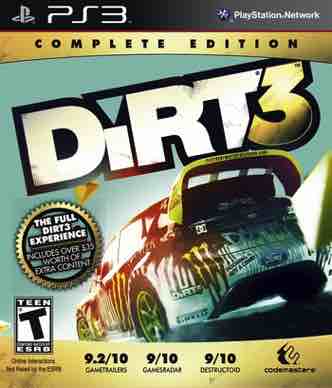 PS3
PlayStation®Network
COMPLETE EDITION
DiRT3
THE FULL
DIRT3
EXPERIENCE
INCLUDES OVER £35
WORTH OF
EXTRA CONTENT
TEEN
T
ESRB
Online Interactions
Not Rated by the ESRB
9.2/10
GAMETRAILERS
9/10
GAMESRADAR
9/10
DESTRUCTOID
codemasters